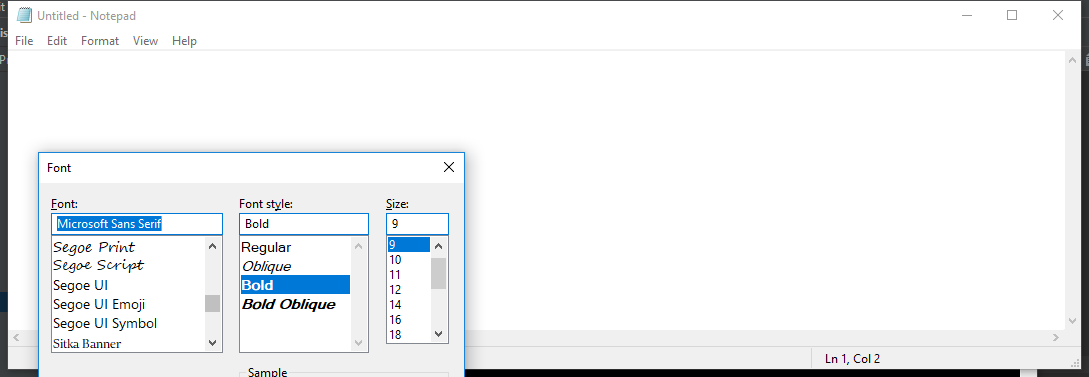 Untitled - Notepad
File Edit Format View Help
Font
Font: Font style: Size:
Microsoft Sans Serif Bold 9
Segoe Print
Segoe Script
Segoe UI
Segoe UI Emoji
Segoe UI Symbol
Sitka Banner
Regular
Oblique
Bold
Bold Oblique
9
10
11
12
14
16
18
Sample
Ln 1, Col 2